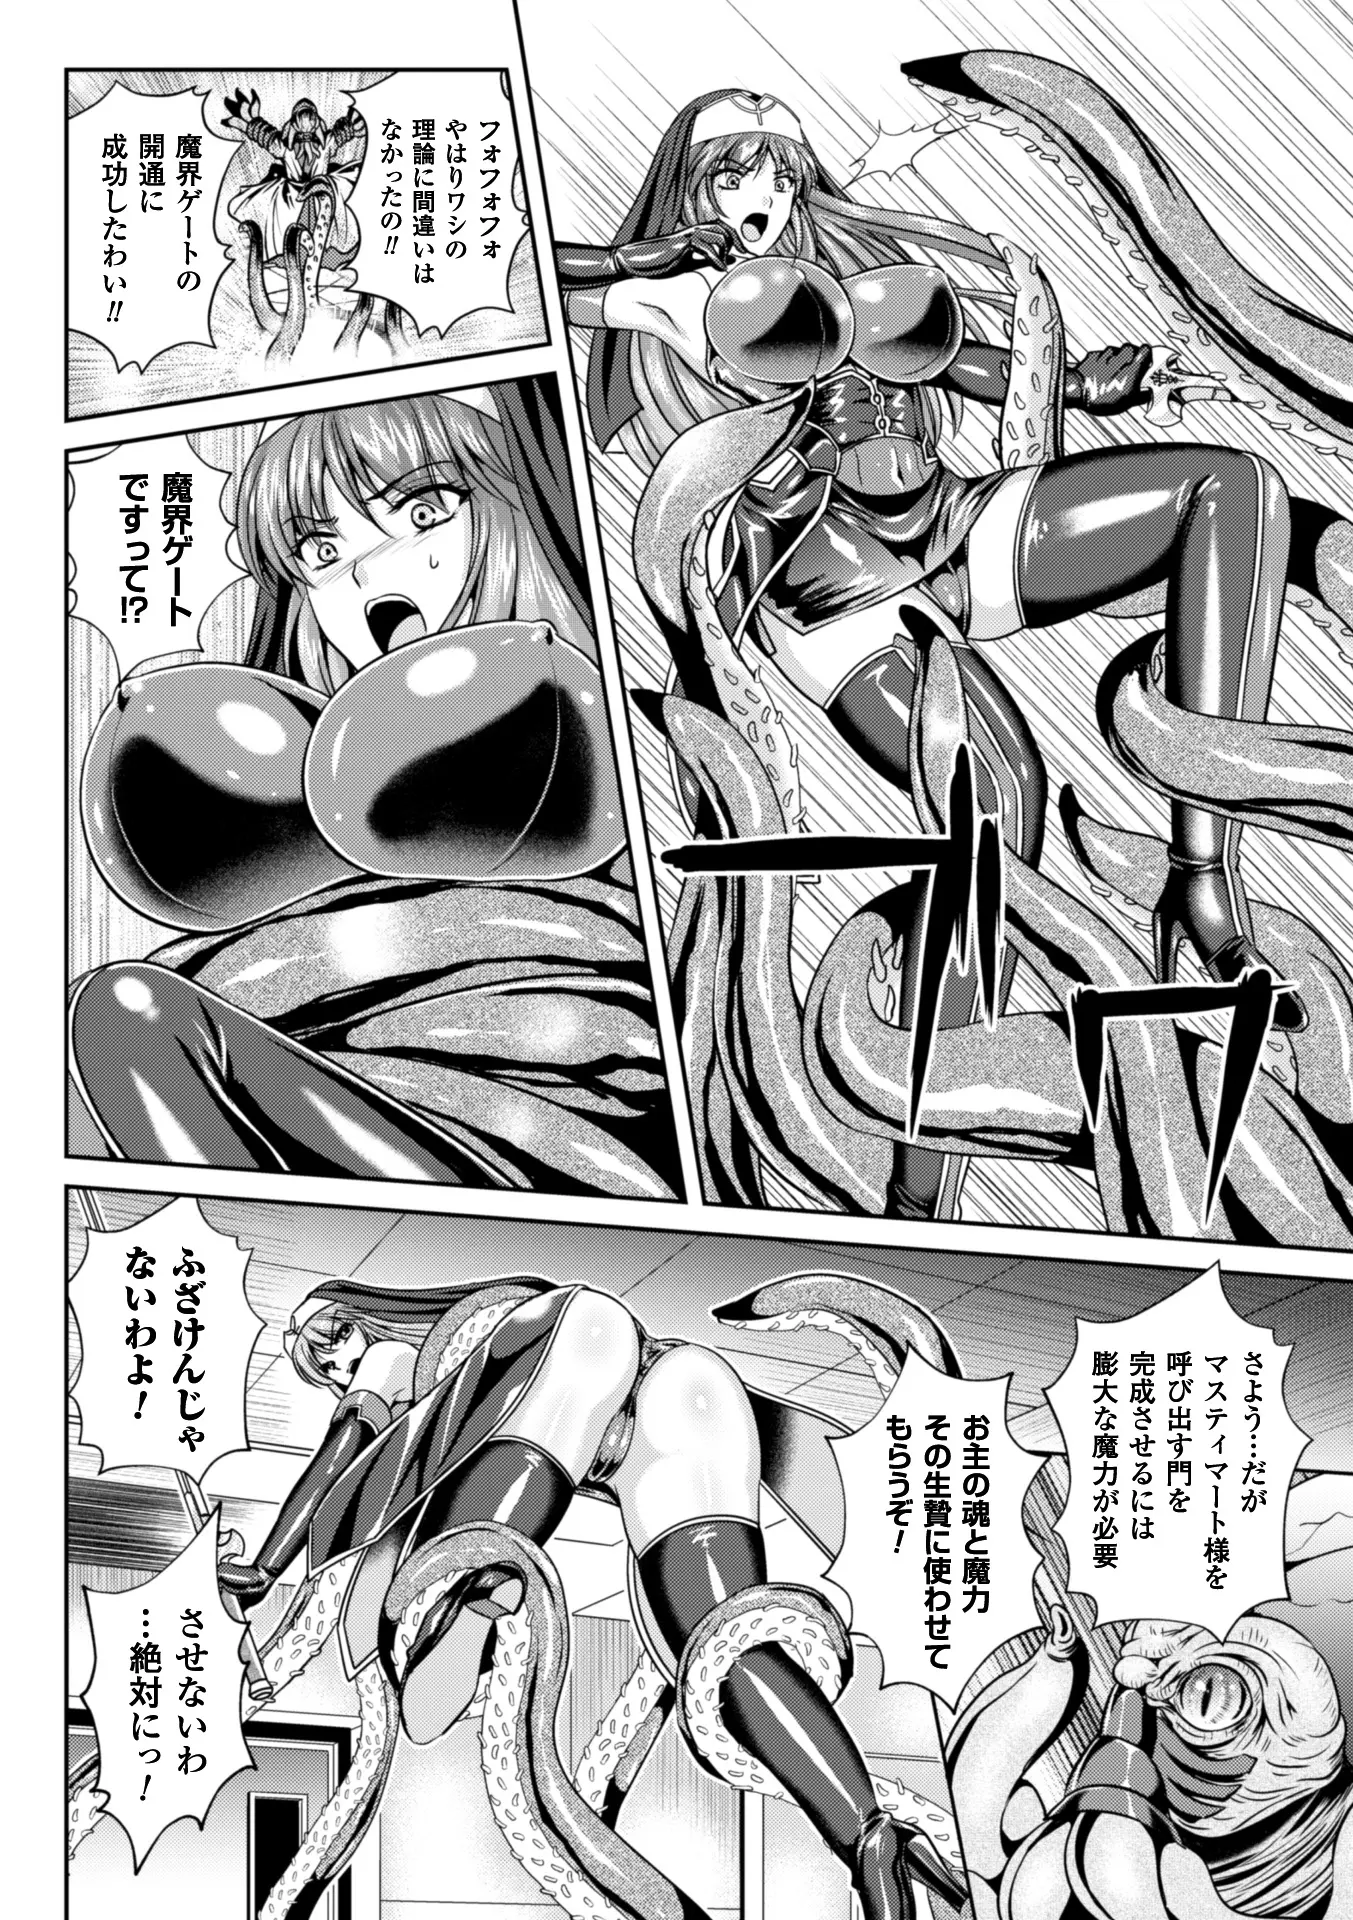 ブワ
フォフォフォ
やはりワシの
理論に間違いは
なかったの!!
魔界ゲートの
開通に
成功したわい!!
魔界ゲート
ですって!?
さよう…だが
マスティマート様を
呼び出す門を
完成させるには
膨大な魔力が必要
お主の魂と魔力
その生贄に使わせて
もらうぞ!
ふざけんじゃ
ないわよ!
させないわ
…絶対にっ!